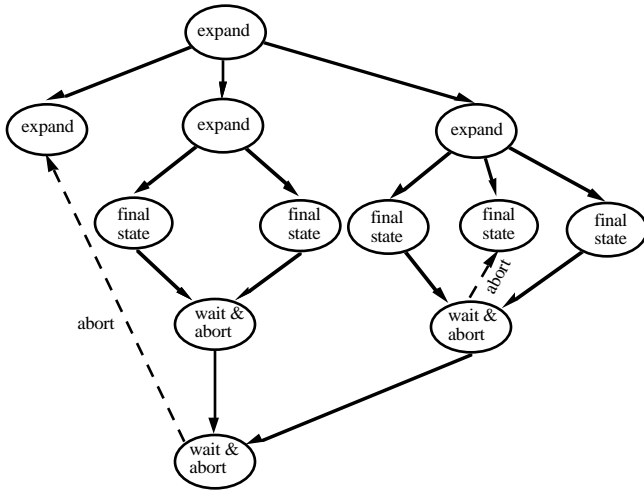 expand
expand
expand
expand
final
state
final
state
final
state
final
state
final
state
abort
wait &
abort
wait &
abort
abort
wait &
abort